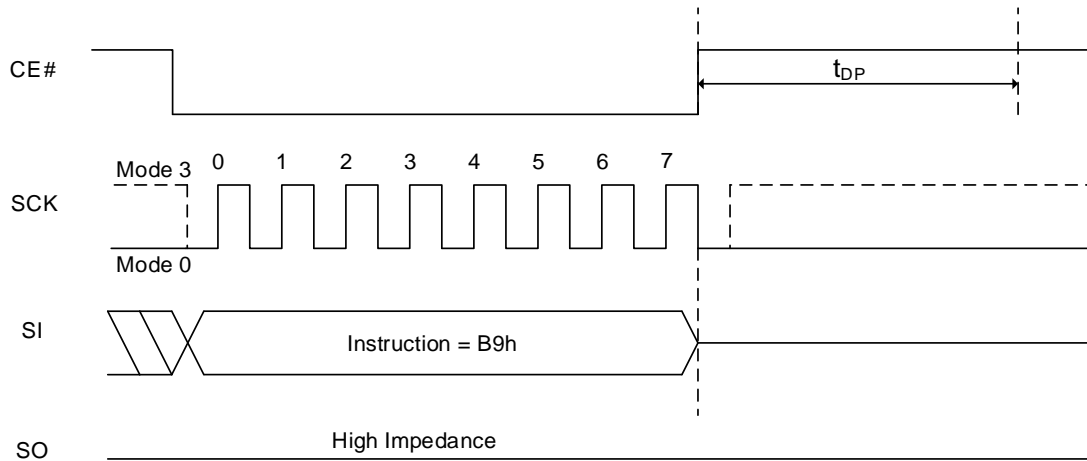 CE#
tDP
Mode 3 0 1 2 3 4 5 6 7
SCK
Mode 0
SI
Instruction = B9h
High Impedance
SO